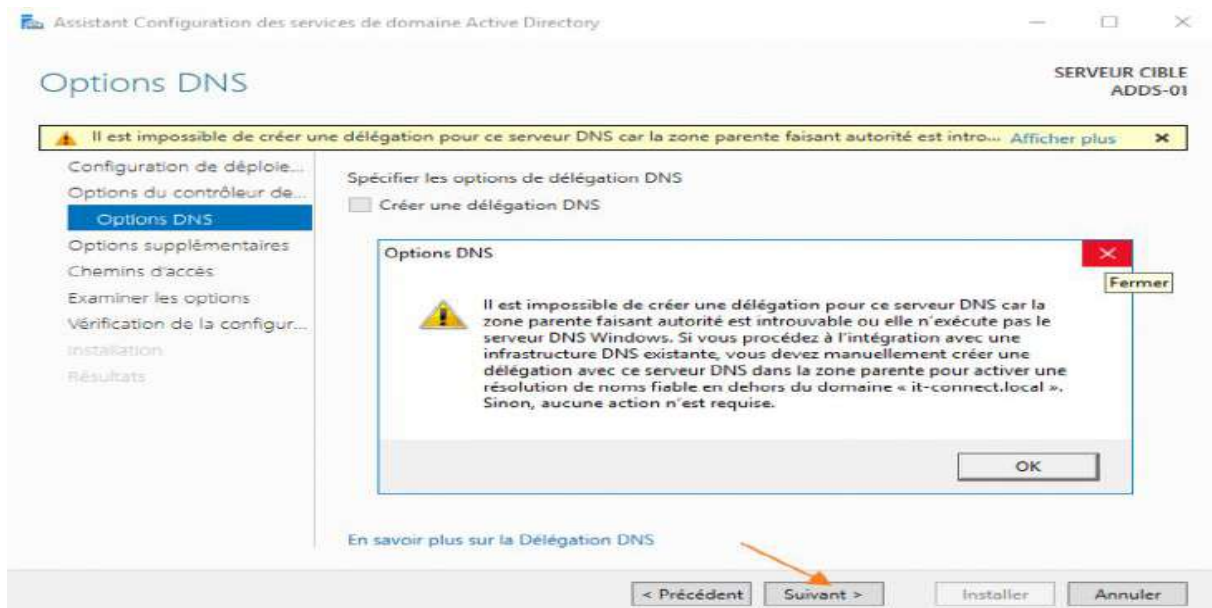 Assistant Configuration des services de domaine Active Directory
Options DNS
SERVEUR CIBLE
ADDS-01
Il est impossible de créer une délégation pour ce serveur DNS car la zone parente faisant autorité est intro... Afficher plus
Configuration de déploie...
Options du contrôleur de...
Options DNS
Options supplémentaires
Chemins d'accès
Examiner les options
Vérification de la configur...
Installation
Résultats
Spécifier les options de délégation DNS
Créer une délégation DNS
Options DNS
Fermer
Il est impossible de créer une délégation pour ce serveur DNS car la
zone parente faisant autorité est introuvable ou elle n'exécute pas le
serveur DNS Windows. Si vous procédez à l'intégration avec une
infrastructure DNS existante, vous devez manuellement créer une
délégation avec ce serveur DNS dans la zone parente pour activer une
résolution de noms fiable en dehors du domaine « it-connect.local ».
Sinon, aucune action n'est requise.
OK
En savoir plus sur la Délégation DNS
< Précédent
Suivant >
Installer
Annuler